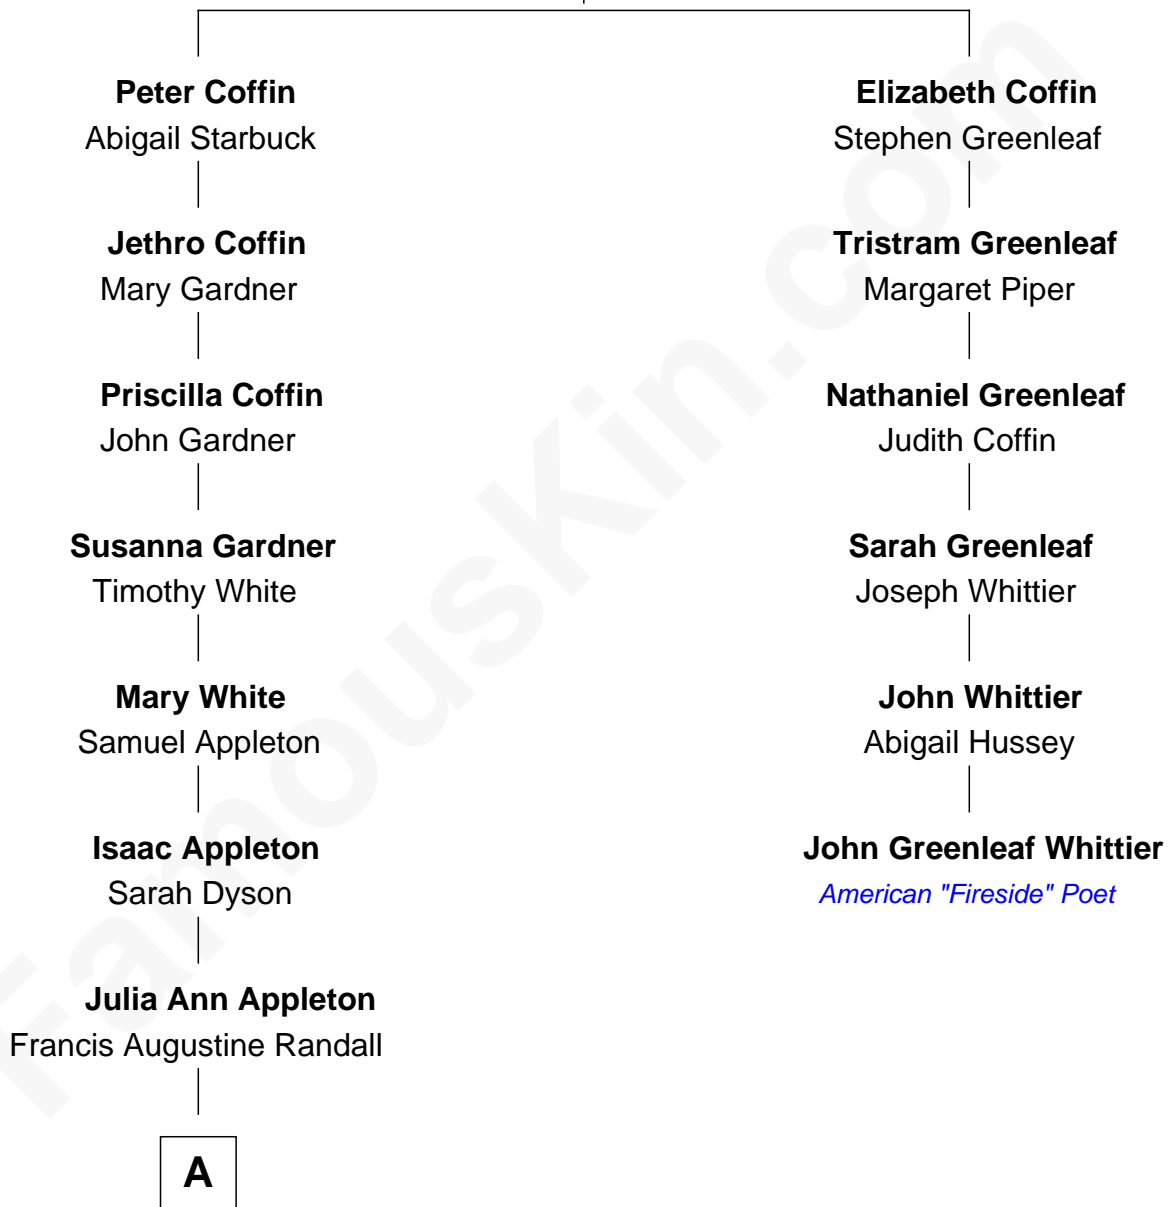 Peter Coffin
Abigail Starbuck
Jethro Coffin
Mary Gardner
Priscilla Coffin
John Gardner
Susanna Gardner
Timothy White
Mary White
Samuel Appleton
Isaac Appleton
Sarah Dyson
Julia Ann Appleton
Francis Augustine Randall
A
Elizabeth Coffin
Stephen Greenleaf
Tristram Greenleaf
Margaret Piper
Nathaniel Greenleaf
Judith Coffin
Sarah Greenleaf
Joseph Whittier
John Whittier
Abigail Hussey
John Greenleaf Whittier
American "Fireside" Poet
FamousKin.com